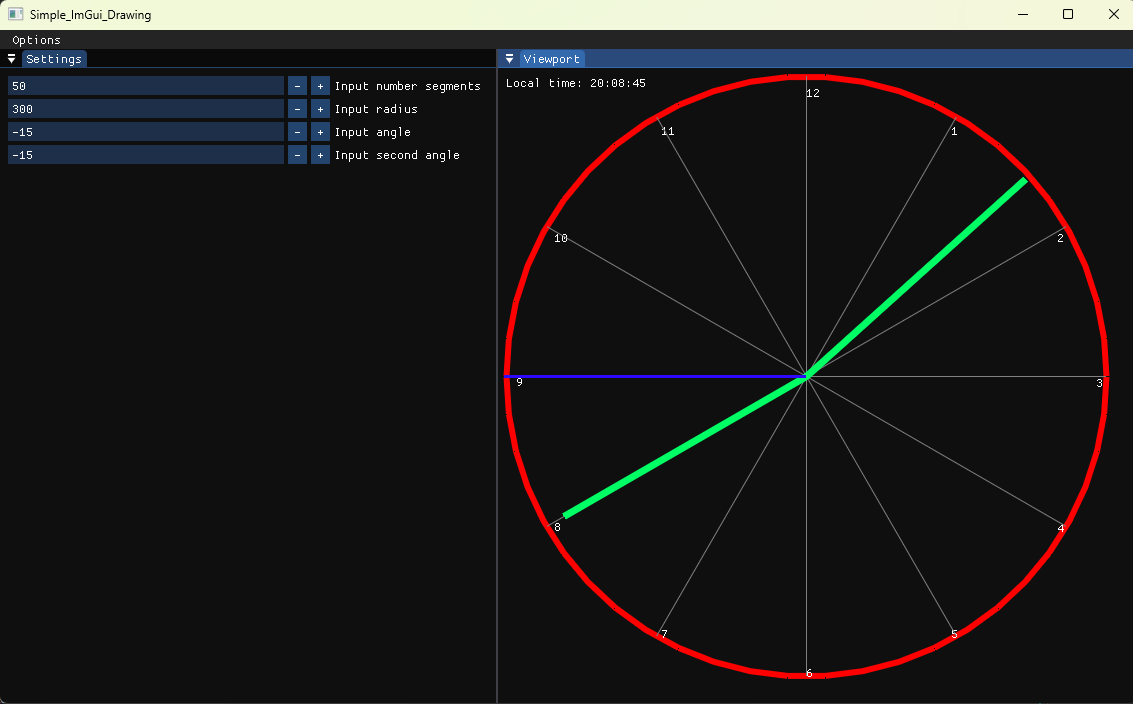 Simple_ImGui_Drawing
Options
Settings
50 - + Input number segments
300 - + Input radius
-15 - + Input angle
-15 - + Input second angle
Viewport
Local time: 20:08:45
12
11
1
10
2
9
3
8
4
7
5
6